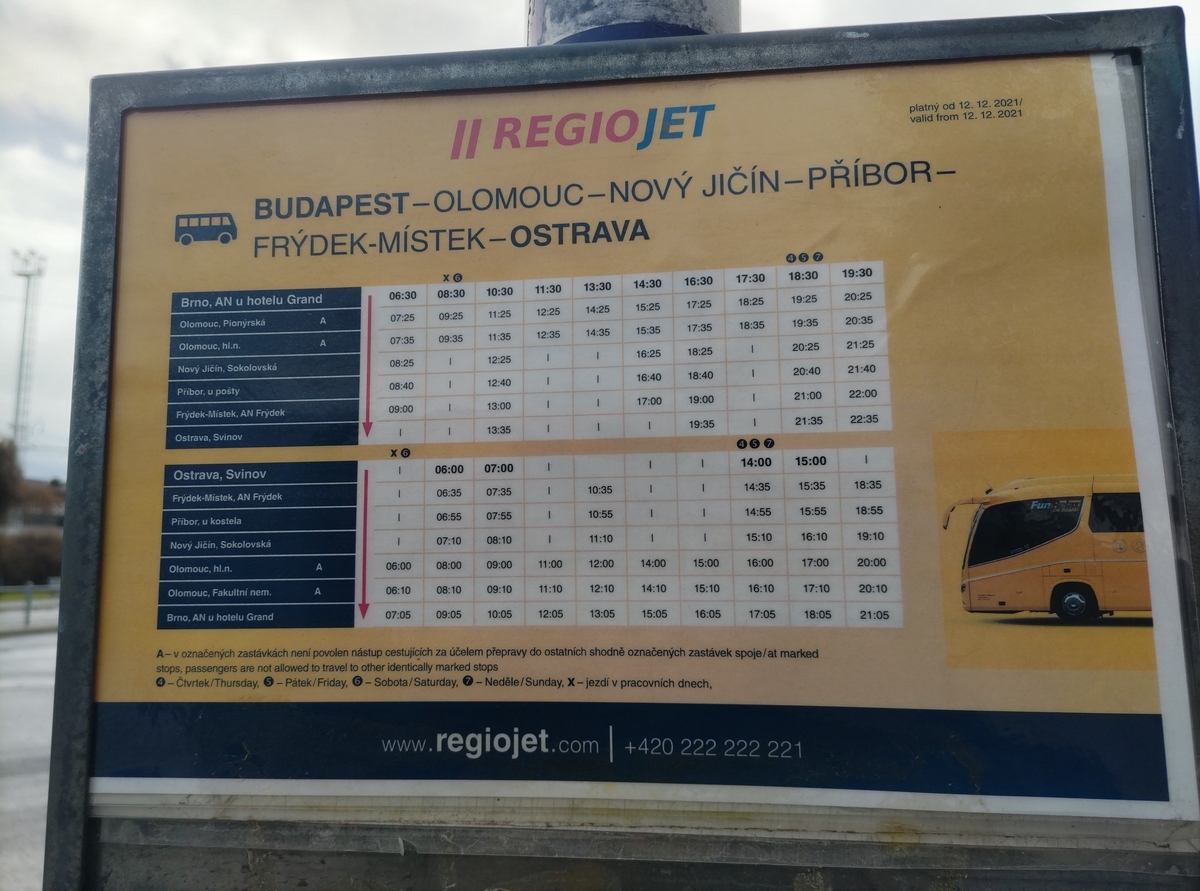 REGIOJET
platný od 12. 12. 2021/
valid from 12. 12. 2021
BUDAPEST–OLOMOUC–NOVÝ JIČÍN–PŘÍBOR–
FRÝDEK-MÍSTEK–OSTRAVA
X ❻ ❹ ❺ ❼
Brno, AN u hotelu Grand 06:30 08:30 10:30 11:30 13:30 14:30 16:30 17:30 18:30 19:30
Olomouc, Pionýrská A 07:25 09:25 11:25 12:25 14:25 15:25 17:25 18:25 19:25 20:25
Olomouc, hl.n. A 07:35 09:35 11:35 12:35 14:35 15:35 17:35 18:35 19:35 20:35
Nový Jičín, Sokolovská 08:25 | 12:25 | | 16:25 18:25 | 20:25 21:25
Příbor, u pošty 08:40 | 12:40 | | 16:40 18:40 | 20:40 21:40
Frýdek-Místek, AN Frýdek 09:00 | 13:00 | | 17:00 19:00 | 21:00 22:00
Ostrava, Svinov | | 13:35 | | | 19:35 | 21:35 22:35
X ❻ ❹ ❺ ❼
Ostrava, Svinov | 06:00 07:00 | | | 14:00 15:00 |
Frýdek-Místek, AN Frýdek | 06:35 07:35 | 10:35 | | 14:35 15:35 18:35
Příbor, u kostela | 06:55 07:55 | 10:55 | | 14:55 15:55 18:55
Nový Jičín, Sokolovská | 07:10 08:10 | 11:10 | | 15:10 16:10 19:10
Olomouc, hl.n. A 06:00 08:00 09:00 11:00 12:00 14:00 15:00 16:00 17:00 20:00
Olomouc, Fakultní nem. A 06:10 08:10 09:10 11:10 12:10 14:10 15:10 16:10 17:10 20:10
Brno, AN u hotelu Grand 07:05 09:05 10:05 12:05 13:05 15:05 16:05 17:05 18:05 21:05
A – v označených zastávkách není povolen nástup cestujících za účelem přepravy do ostatních shodně označených zastávek spoje/at marked
stops, passengers are not allowed to travel to other identically marked stops
❹ – Čtvrtek/Thursday, ❺ – Pátek/Friday, ❻ – Sobota/Saturday, ❼ – Neděle/Sunday, X – jezdí v pracovních dnech,
www.regiojet.com | +420 222 222 221